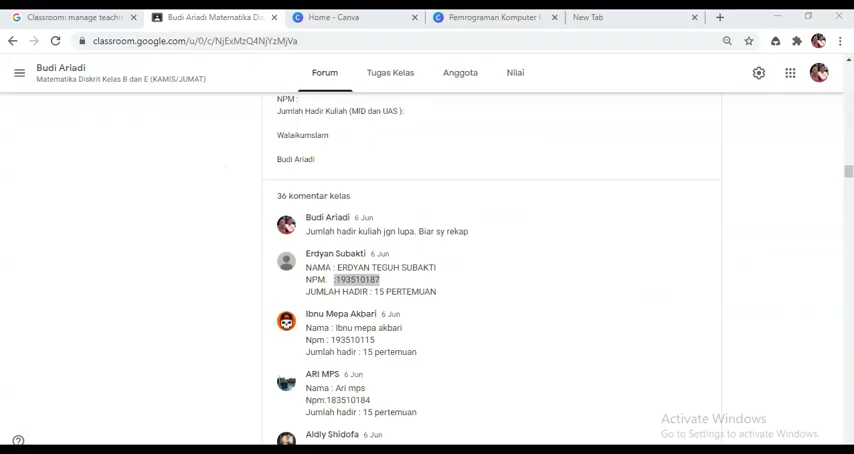 Classroom: manage teachin
Budi Ariadi Matematika Dis
Home - Canva
Pemrograman Komputer I
New Tab
classroom.google.com/u/0/c/NjExMzQ4NjYzMjVa
Budi Ariadi
Matematika Diskrit Kelas B dan E (KAMIS/JUMAT)
Forum
Tugas Kelas
Anggota
Nilai
NPM :
Jumlah Hadir Kuliah (MID dan UAS ):
Walaikumslam
Budi Ariadi
36 komentar kelas
Budi Ariadi 6 Jun
Jumlah hadir kuliah jgn lupa. Biar sy rekap
Erdyan Subakti 6 Jun
NAMA : ERDYAN TEGUH SUBAKTI
NPM. :193510187
JUMLAH HADIR : 15 PERTEMUAN
Ibnu Mepa Akbari 6 Jun
Nama : Ibnu mepa akbari
Npm : 193510115
Jumlah hadir : 15 pertemuan
ARI MPS 6 Jun
Nama : Ari mps
Npm:183510184
Jumlah hadir : 15 pertemuan
Aldly Shidofa 6 Jun
Activate Windows
Go to Settings to activate Windows.